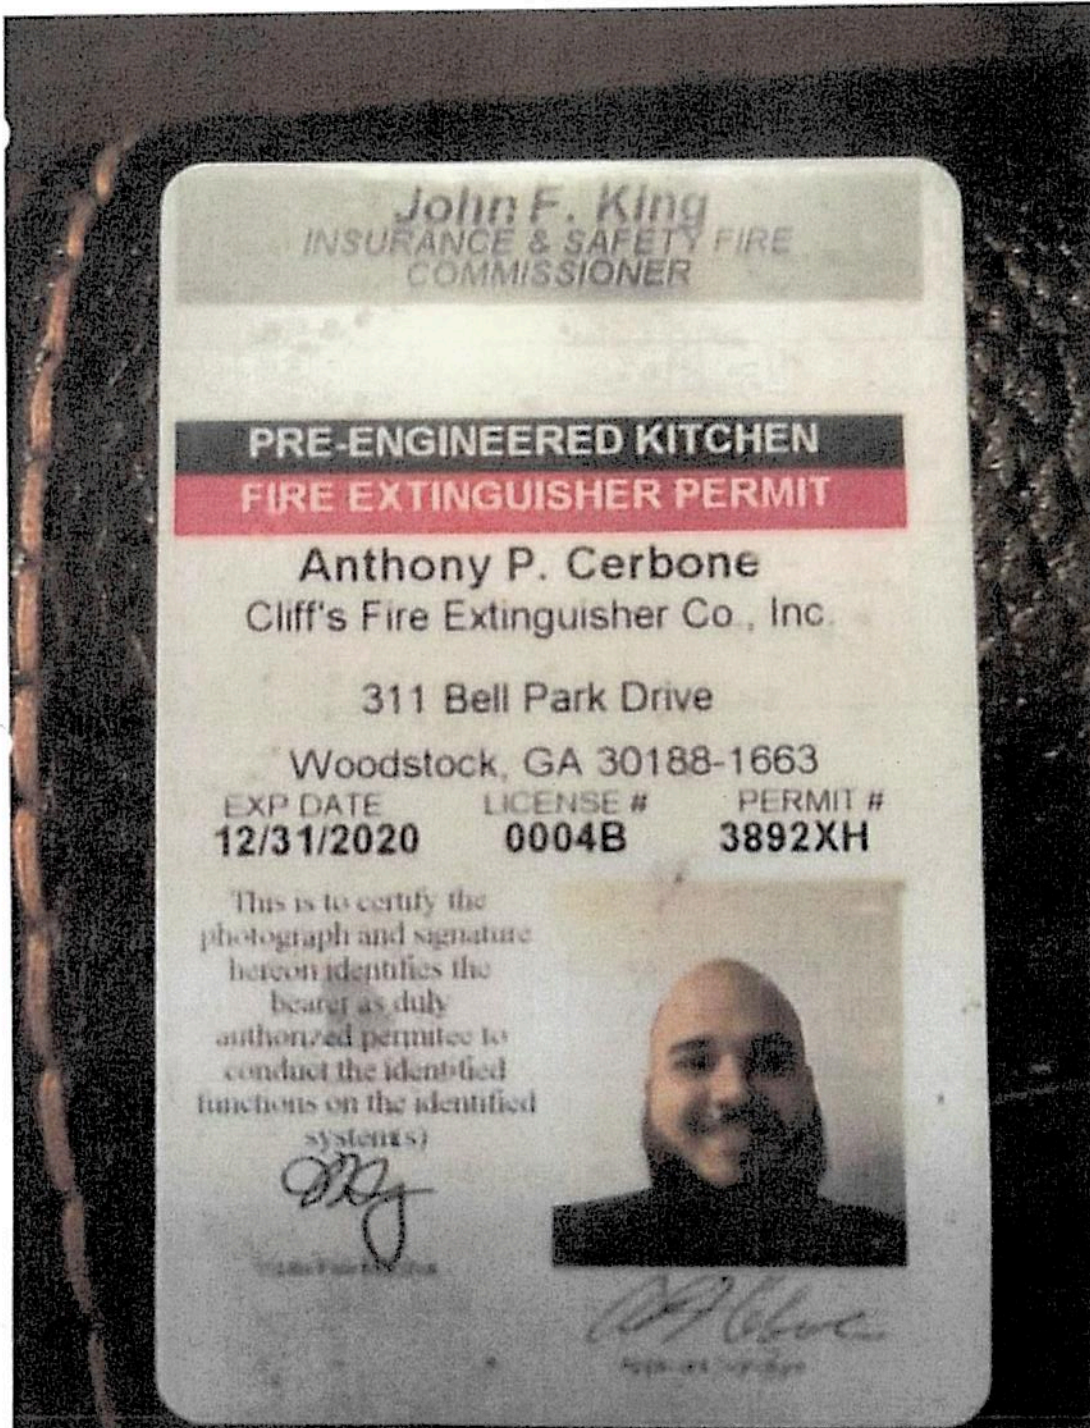 John F. King
INSURANCE & SAFETY FIRE
COMMISSIONER
PRE-ENGINEERED KITCHEN
FIRE EXTINGUISHER PERMIT
Anthony P. Cerbone
Cliff's Fire Extinguisher Co., Inc.
311 Bell Park Drive
Woodstock, GA 30188-1663
EXP DATE LICENSE # PERMIT #
12/31/2020 0004B 3892XH
This is to certify the
photograph and signature
hereon identifies the
bearer as duly
authorized permitee to
conduct the identified
functions on the identified
system(s)